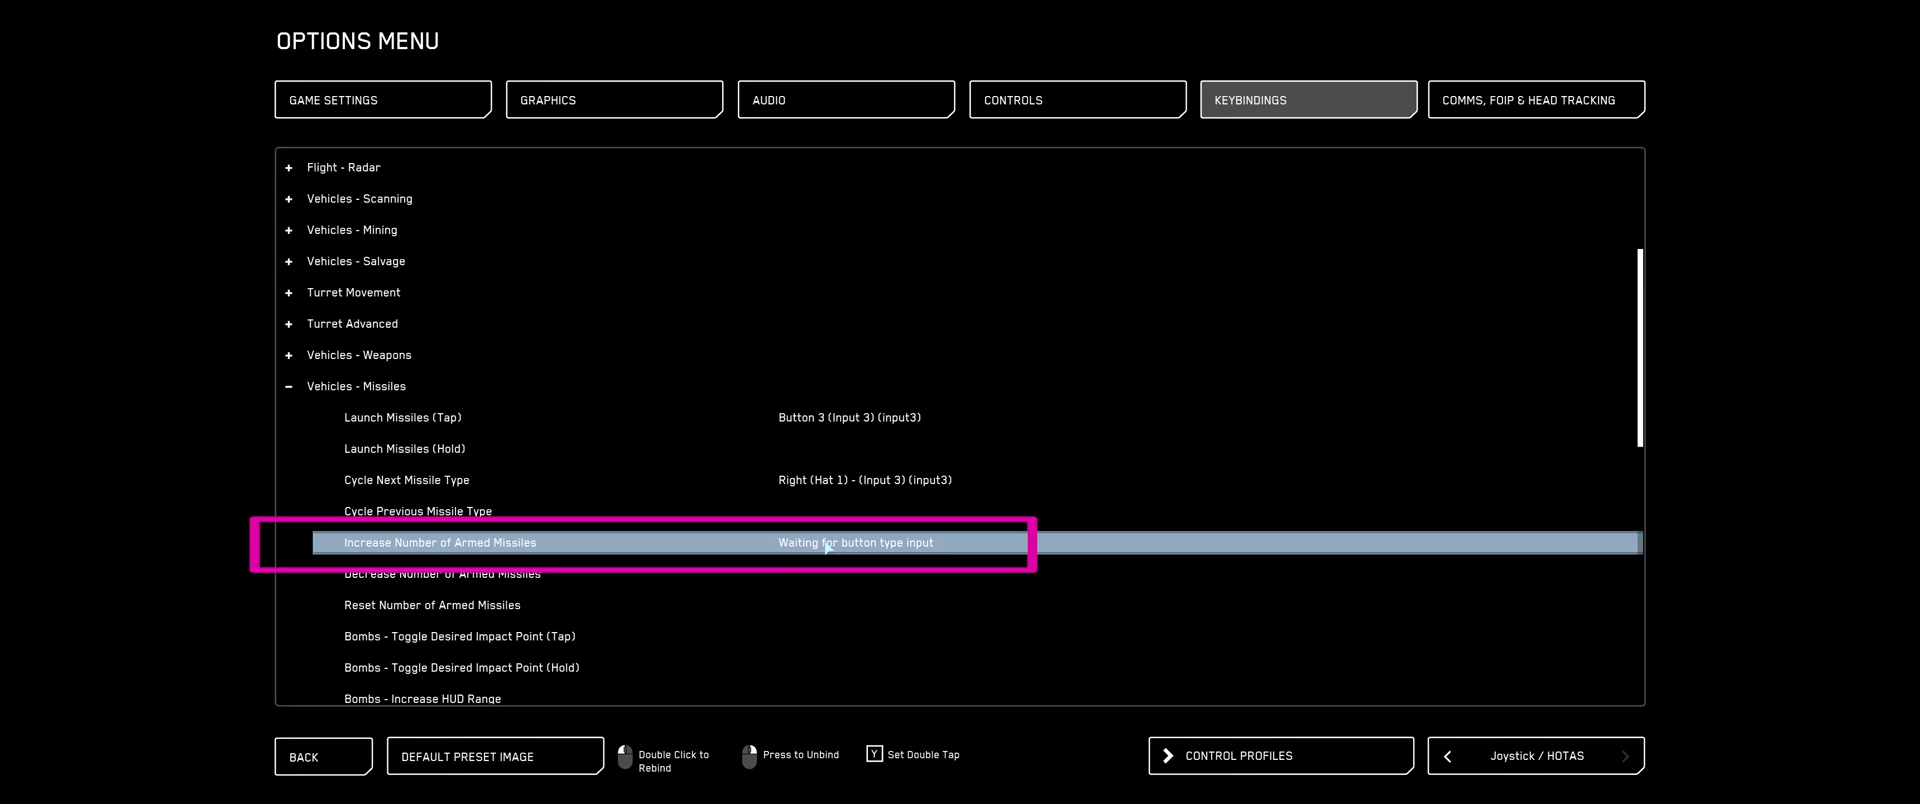 OPTIONS MENU
GAME SETTINGS
GRAPHICS
AUDIO
CONTROLS
KEYBINDINGS
COMMS, FOIP & HEAD TRACKING
+ Flight - Radar
+ Vehicles - Scanning
+ Vehicles - Mining
+ Vehicles - Salvage
+ Turret Movement
+ Turret Advanced
+ Vehicles - Weapons
- Vehicles - Missiles
Launch Missiles (Tap) Button 3 (Input 3) (input3)
Launch Missiles (Hold)
Cycle Next Missile Type Right (Hat 1) - (Input 3) (input3)
Cycle Previous Missile Type
Increase Number of Armed Missiles Waiting for button type input
Decrease Number of Armed Missiles
Reset Number of Armed Missiles
Bombs - Toggle Desired Impact Point (Tap)
Bombs - Toggle Desired Impact Point (Hold)
Bombs - Increase HUD Range
BACK
DEFAULT PRESET IMAGE
Double Click to
Rebind
Press to Unbind
Y Set Double Tap
CONTROL PROFILES
Joystick / HOTAS